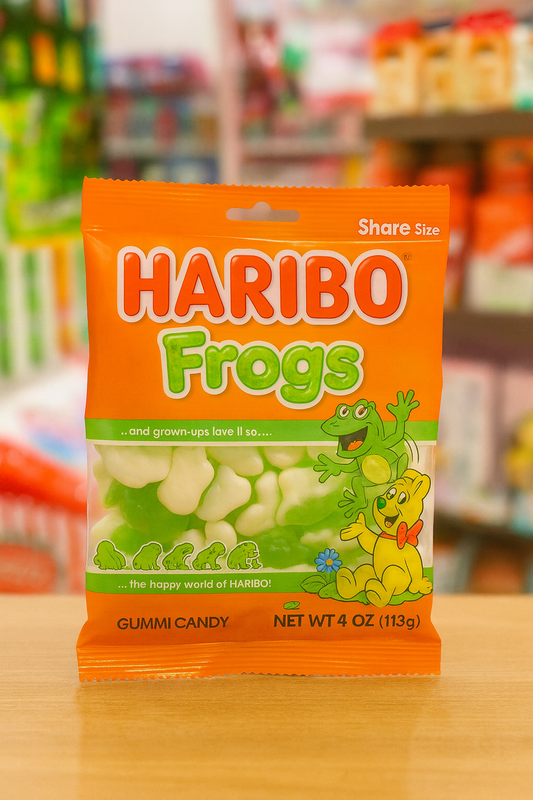 Share Size
HARIBO
Frogs
...and grown-ups lave ll so....
... the happy world of HARIBO!
GUMMI CANDY
NET WT 4 OZ (113g)